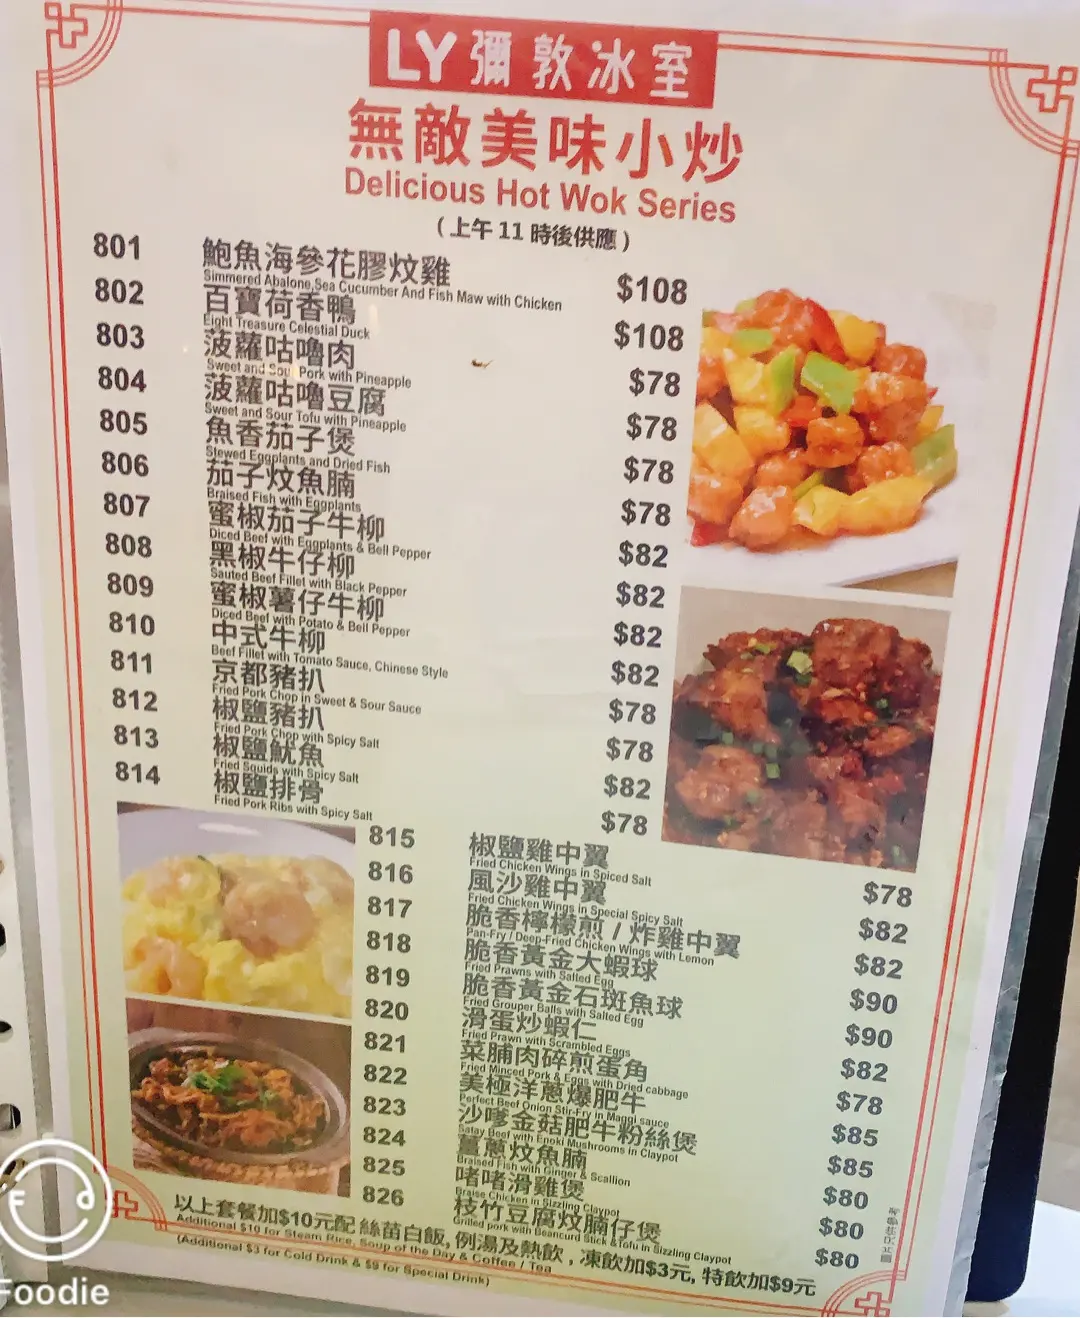 LY 彌敦冰室
無敵美味小炒
Delicious Hot Wok Series
(上午 11 時後供應)
801 鮑魚海參花膠炆雞 $108
Simmered Abalone,Sea Cucumber And Fish Maw with Chicken
802 百寶荷香鴨 $108
Eight Treasure Celestial Duck
803 菠蘿咕嚕肉 $78
Sweet and Sour Pork with Pineapple
804 菠蘿咕嚕豆腐 $78
Sweet and Sour Tofu with Pineapple
805 魚香茄子煲 $78
Stewed Eggplants and Dried Fish
806 茄子炆魚腩 $78
Braised Fish with Eggplants
807 蜜椒茄子牛柳 $82
Diced Beef with Eggplants & Bell Pepper
808 黑椒牛仔柳 $82
Sauted Beef Fillet with Black Pepper
809 蜜椒薯仔牛柳 $82
Diced Beef with Potato & Bell Pepper
810 中式牛柳 $82
Beef Fillet with Tomato Sauce, Chinese Style
811 京都豬扒 $78
Fried Pork Chop in Sweet & Sour Sauce
812 椒鹽豬扒 $78
Fried Pork Chop with Spicy Salt
813 椒鹽魷魚 $82
Fried Squids with Spicy Salt
814 椒鹽排骨 $78
Fried Pork Ribs with Spicy Salt
815 椒鹽雞中翼 $78
Fried Chicken Wings in Spiced Salt
816 風沙雞中翼 $82
Fried Chicken Wings in Special Spicy Salt
817 脆香檸檬煎 / 炸雞中翼 $82
Pan-Fry / Deep-Fried Chicken Wings with Lemon
818 脆香黃金大蝦球 $90
Fried Prawns with Salted Egg
819 脆香黃金石斑魚球 $90
Fried Grouper Balls with Salted Egg
820 滑蛋炒蝦仁 $82
Fried Prawn with Scrambled Eggs
821 菜脯肉碎煎蛋角 $78
Fried Minced Pork & Eggs with Dried cabbage
822 美極洋蔥爆肥牛 $85
Perfect Beef Onion Stir-Fry in Maggi sauce
823 沙嗲金菇肥牛粉絲煲 $85
Satay Beef with Enoki Mushrooms in Claypot
824 薑蔥炆魚腩 $80
Braised Fish with Ginger & Scallion
825 啫啫滑雞煲 $80
Braise Chicken in Sizzling Claypot
826 枝竹豆腐炆腩仔煲 $80
Grilled pork with Beancurd Stick &Tofu in Sizzling Claypot
以上套餐加$10元配 絲苗白飯, 例湯及熱飲 , 凍飲加$3元, 特飲加$9元
Additional $10 for Steam Rice, Soup of the Day & Coffee / Tea
(Additional $3 for Cold Drink & $9 for Special Drink)
Foodie